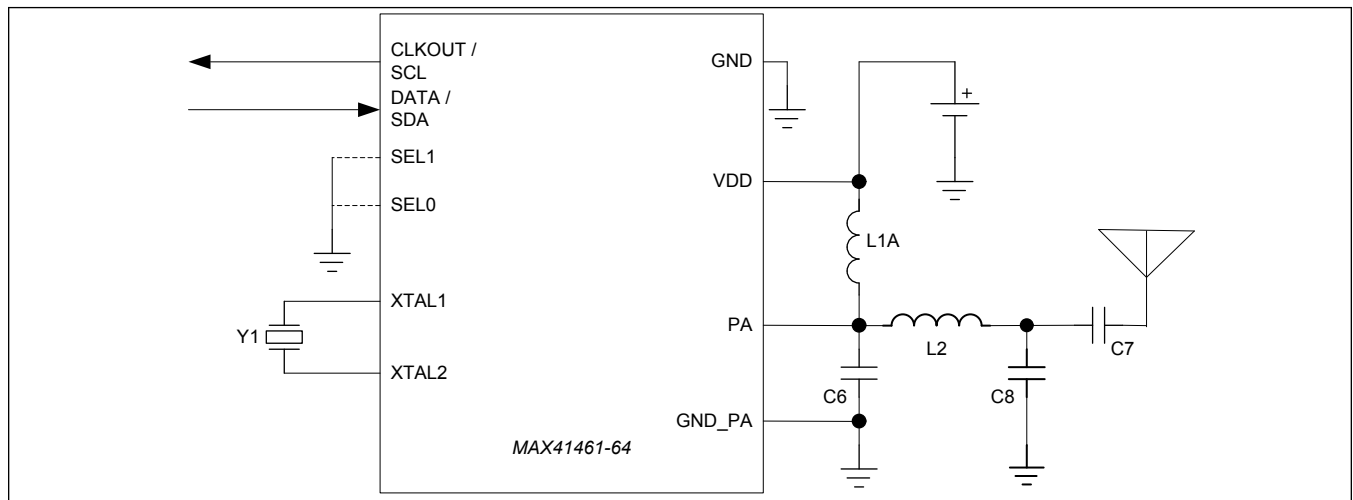 CLKOUT /
SCL
DATA /
SDA
SEL1
SEL0
XTAL1
XTAL2
Y1
GND
VDD
PA
GND_PA
MAX41461-64
+
L1A
L2
C6
C8
C7